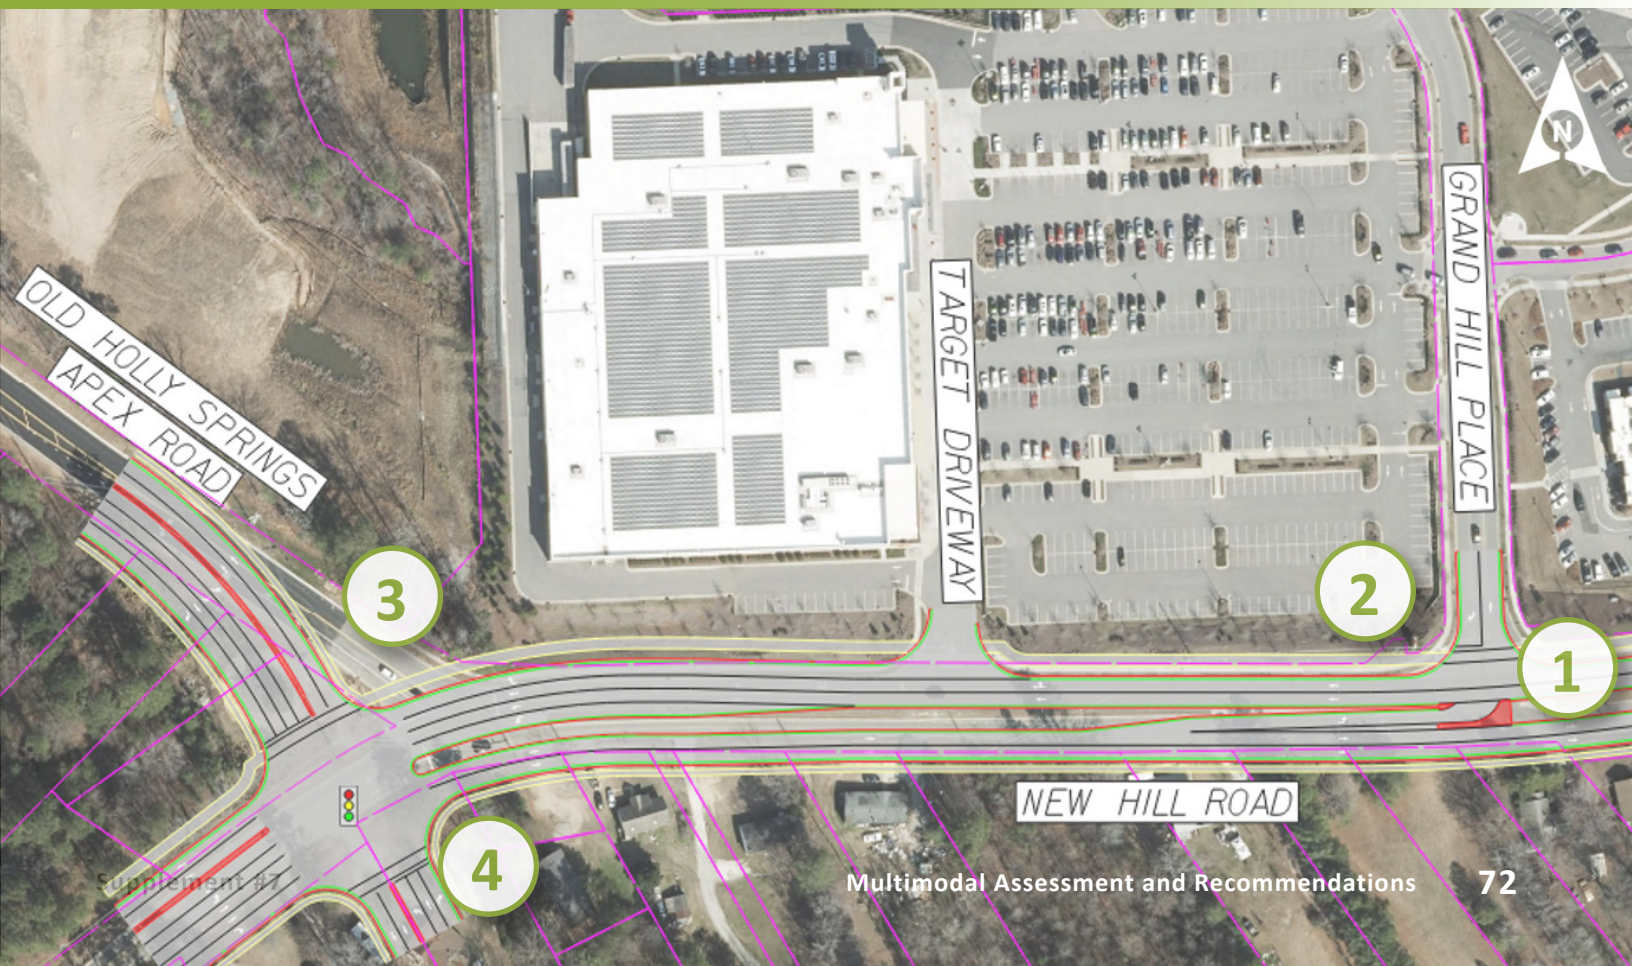 N
OLD HOLLY SPRINGS
APEX ROAD
TARGET DRIVEWAY
GRAND HILL PLACE
3
2
1
NEW HILL ROAD
4
Supplement #7
Multimodal Assessment and Recommendations 72